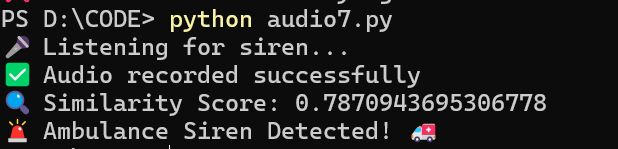 PS D:\CODE> python audio7.py
🎤 Listening for siren...
✅ Audio recorded successfully
🔍 Similarity Score: 0.7870943695306778
🚨 Ambulance Siren Detected! 🚑